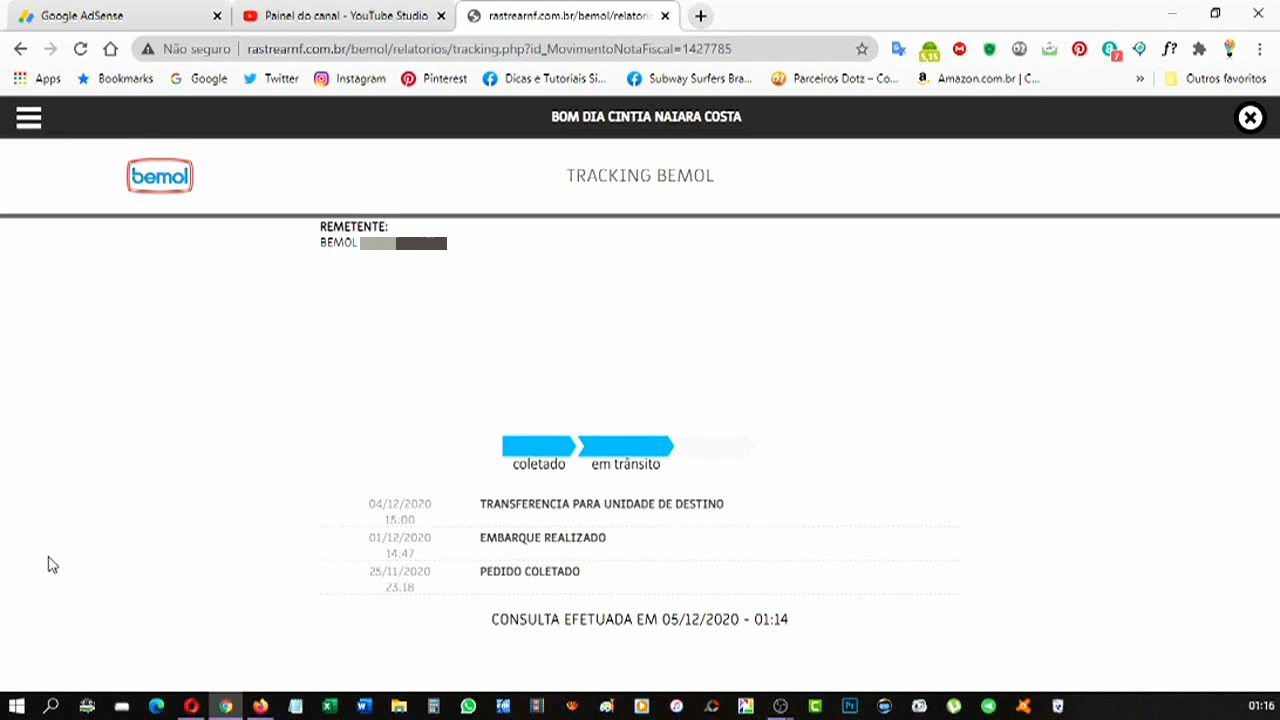 Google AdSense
Painel do canal - YouTube Studio
rastrearnf.com.br/bemol/relatori
Não seguro
rastrearnf.com.br/bemol/relatorios/tracking.php?id_MovimentoNotaFiscal=1427785
Apps
Bookmarks
Google
Twitter
Instagram
Pinterest
Dicas e Tutoriais Si...
Subway Surfers Bra...
Parceiros Dotz – Co...
Amazon.com.br | C...
»
Outros favoritos
BOM DIA CINTIA NAIARA COSTA
bemol
TRACKING BEMOL
REMETENTE:
BEMOL
coletado
em trânsito
04/12/2020
15:00
TRANSFERENCIA PARA UNIDADE DE DESTINO
01/12/2020
14:47
EMBARQUE REALIZADO
25/11/2020
23:18
PEDIDO COLETADO
CONSULTA EFETUADA EM 05/12/2020 - 01:14
01:16